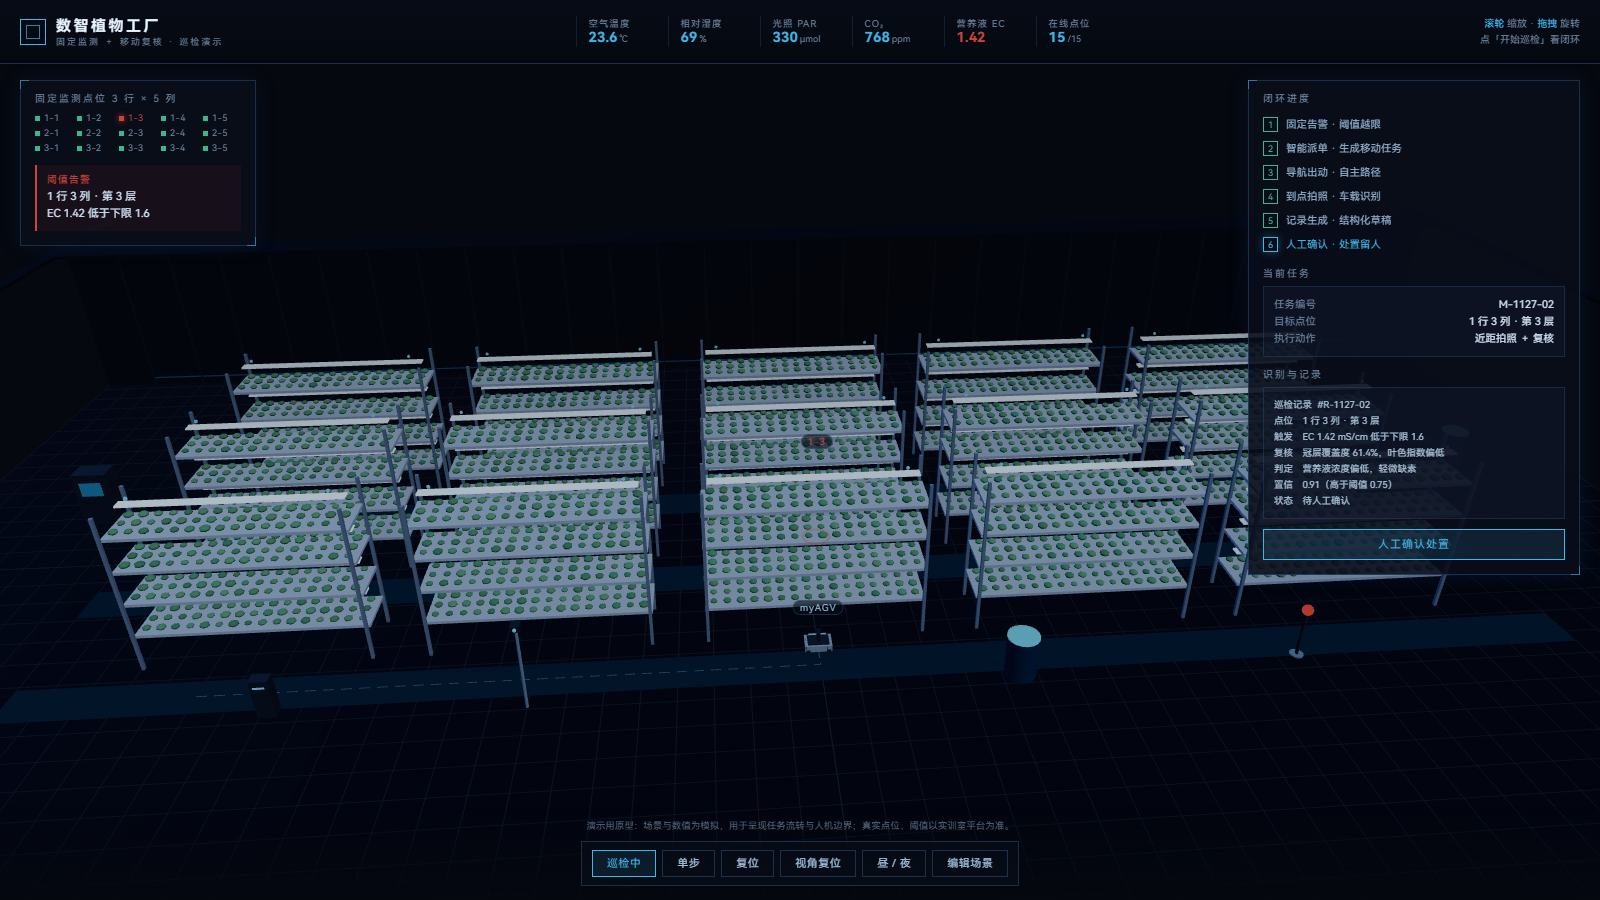 数智植物工厂
固定监测 + 移动复核 · 巡检演示
空气温度
23.6 ℃
相对湿度
69 %
光照 PAR
330 μmol
CO₂
768 ppm
营养液 EC
1.42
在线点位
15 /15
滚轮 缩放 · 拖拽 旋转
点「开始巡检」看闭环
固定监测点位 3 行 × 5 列
1-1 1-2 1-3 1-4 1-5
2-1 2-2 2-3 2-4 2-5
3-1 3-2 3-3 3-4 3-5
阈值告警
1 行 3 列 · 第 3 层
EC 1.42 低于下限 1.6
闭环进度
1 固定告警 · 阈值越限
2 智能派单 · 生成移动任务
3 导航出动 · 自主路径
4 到点拍照 · 车载识别
5 记录生成 · 结构化草稿
6 人工确认 · 处置留人
当前任务
任务编号 M-1127-02
目标点位 1 行 3 列 · 第 3 层
执行动作 近距拍照 + 复核
识别与记录
巡检记录 #R-1127-02
点位 1 行 3 列 · 第 3 层
触发 EC 1.42 mS/cm 低于下限 1.6
复核 冠层覆盖度 61.4%，叶色指数偏低
判定 营养液浓度偏低，轻微缺素
置信 0.91（高于阈值 0.75）
状态 待人工确认
人工确认处置
1-3
myAGV
演示用原型：场景与数值为模拟，用于呈现任务流转与人机边界；真实点位、阈值以实训室平台为准。
巡检中
单步
复位
视角复位
昼 / 夜
编辑场景